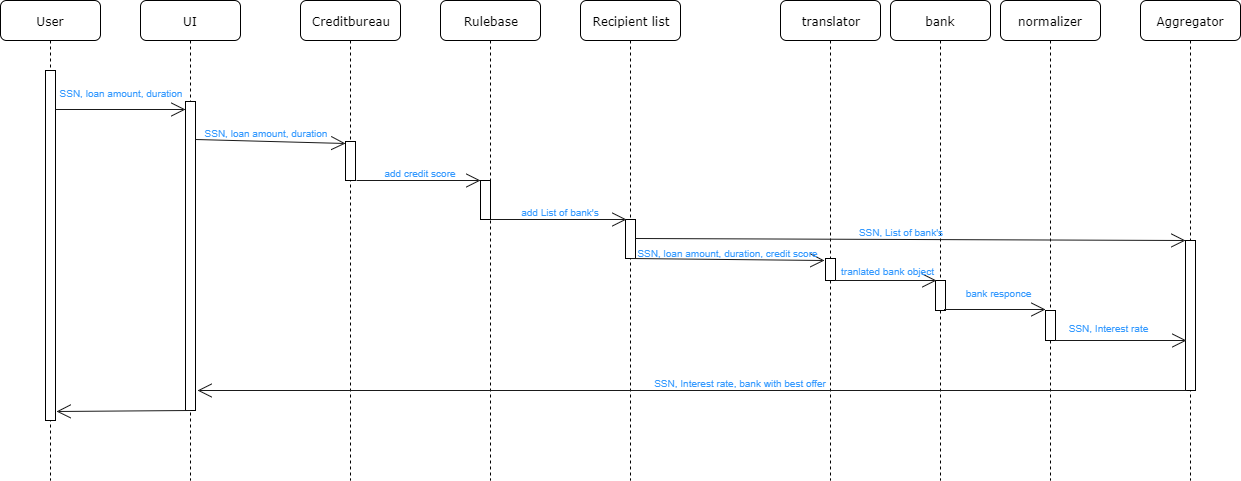 User
UI
Creditbureau
Rulebase
Recipient list
translator
bank
normalizer
Aggregator
SSN, loan amount, duration
SSN, loan amount, duration
add credit score
add List of bank's
SSN, List of bank's
SSN, loan amount, duration, credit score
tranlated bank object
bank responce
SSN, Interest rate
SSN, Interest rate, bank with best offer